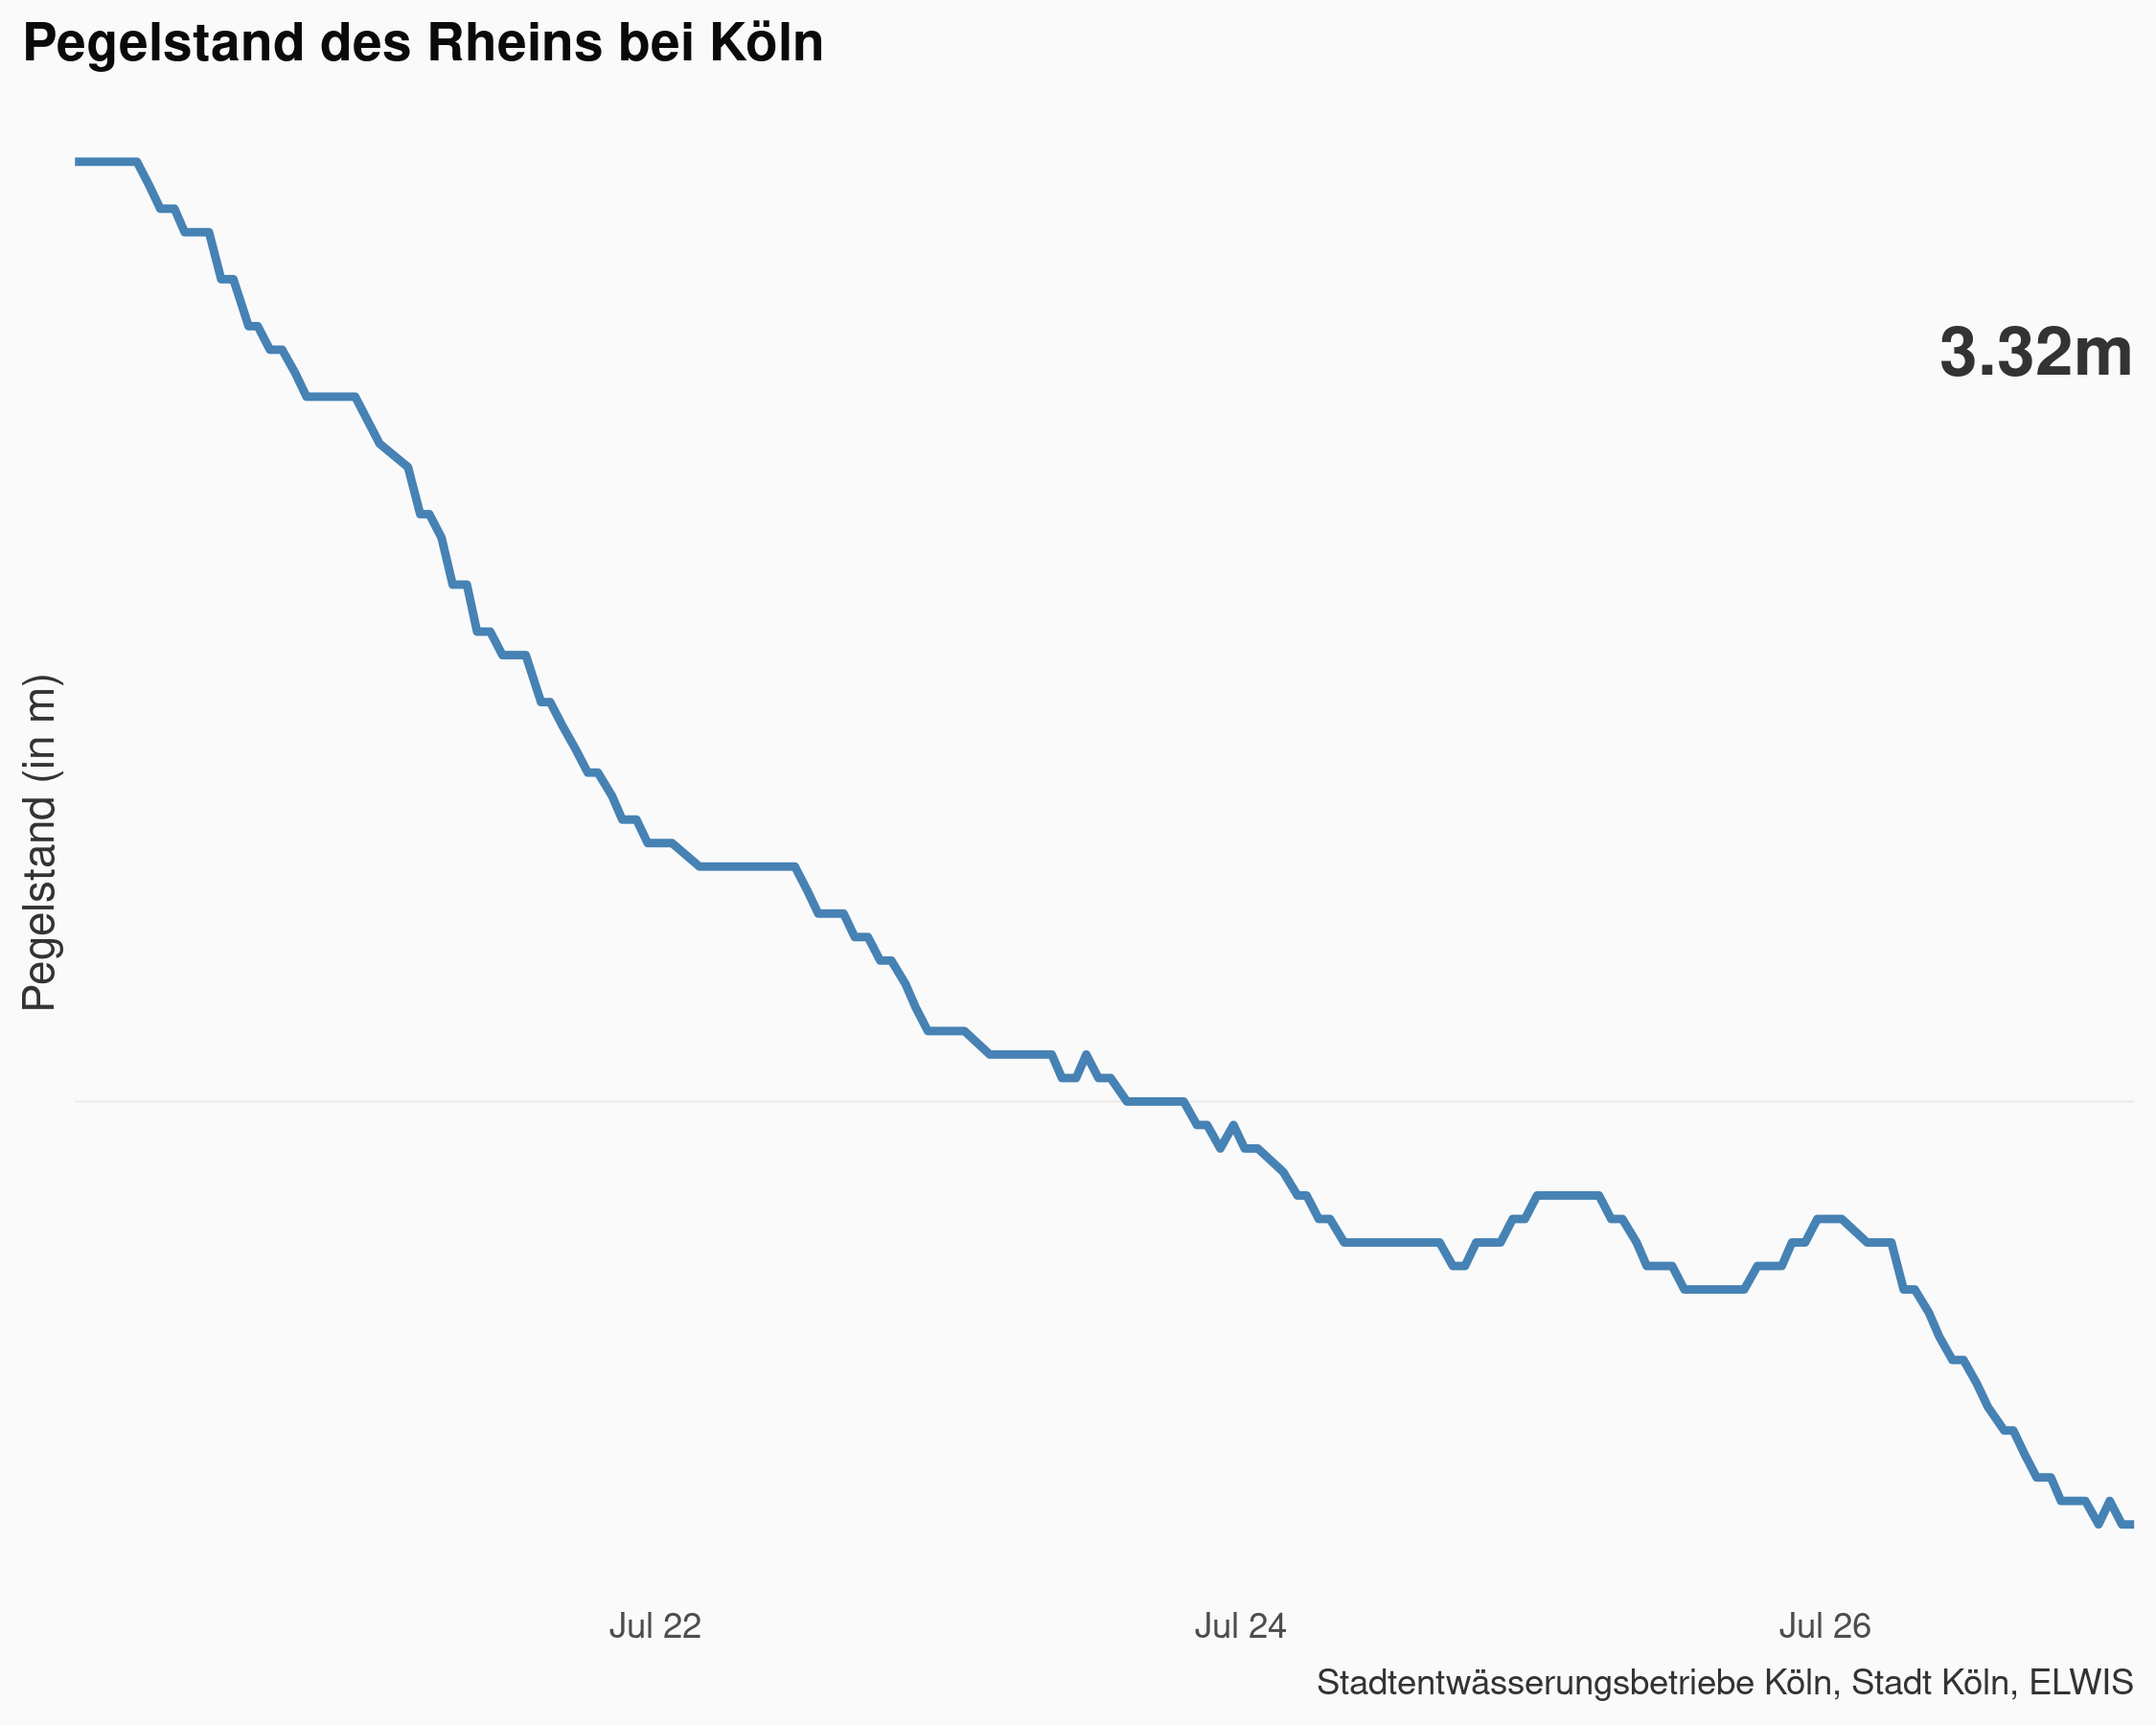 Pegelstand des Rheins bei Köln
3.32m
Pegelstand (in m)
Jul 22
Jul 24
Jul 26
Stadtentwässerungsbetriebe Köln, Stadt Köln, ELWIS